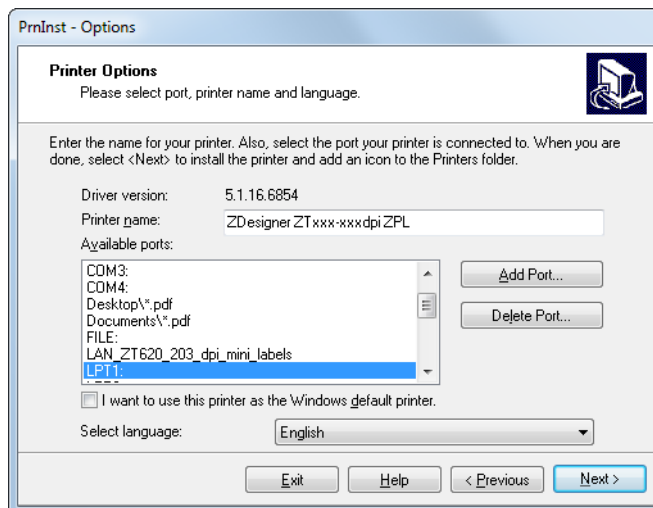 PrnInst - Options
Printer Options
Please select port, printer name and language.
Enter the name for your printer. Also, select the port your printer is connected to. When you are
done, select <Next> to install the printer and add an icon to the Printers folder.
Driver version: 5.1.16.6854
Printer name: ZDesigner ZTxxx-xxxdpi ZPL
Available ports:
COM3:
COM4:
Desktop\*.pdf
Documents\*.pdf
FILE:
LAN_ZT620_203_dpi_mini_labels
LPT1:
Add Port...
Delete Port...
I want to use this printer as the Windows default printer.
Select language: English
Exit Help < Previous Next >